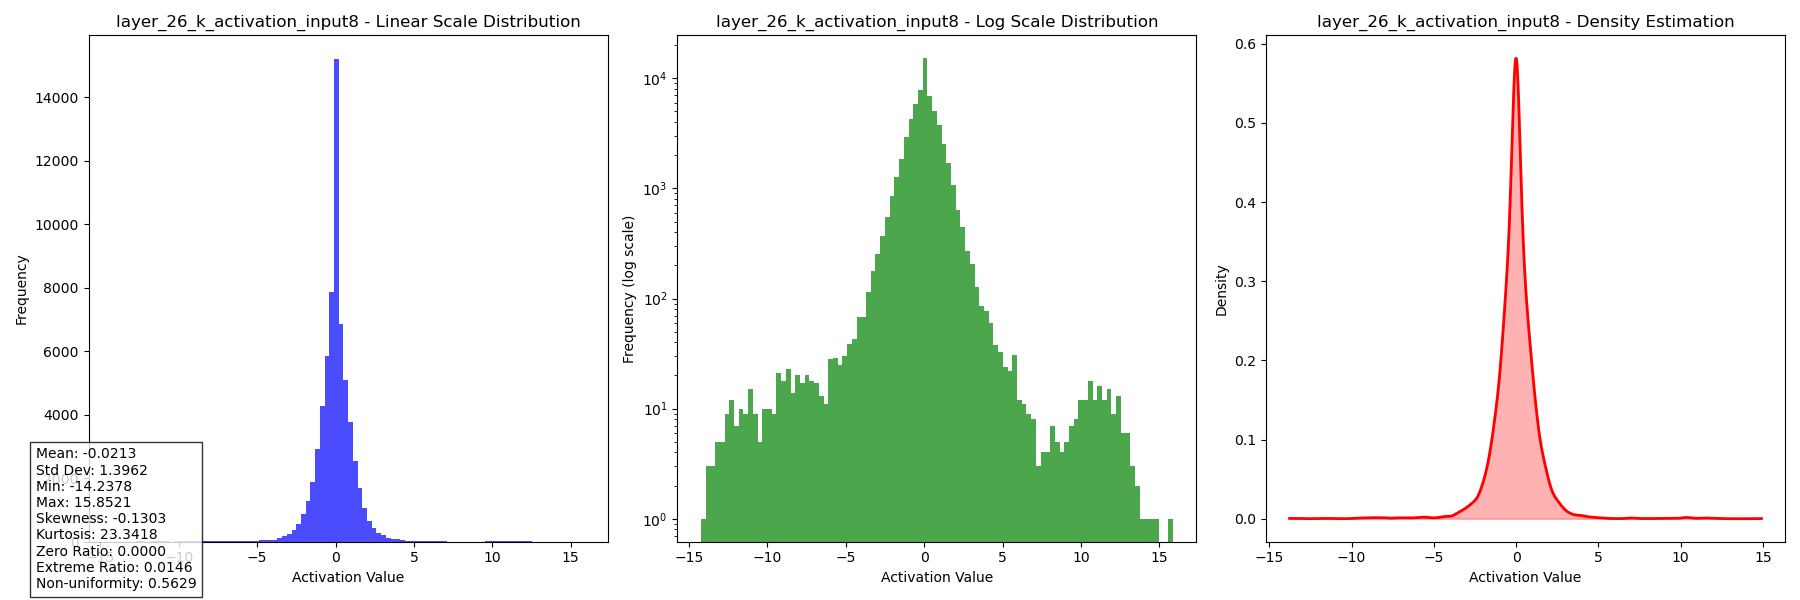 layer_26_k_activation_input8 - Linear Scale Distribution
Frequency
14000
12000
10000
8000
6000
4000
2000
0
−15
−10
−5
0
5
10
15
Activation Value
Mean: -0.0213
Std Dev: 1.3962
Min: -14.2378
Max: 15.8521
Skewness: -0.1303
Kurtosis: 23.3418
Zero Ratio: 0.0000
Extreme Ratio: 0.0146
Non-uniformity: 0.5629
layer_26_k_activation_input8 - Log Scale Distribution
Frequency (log scale)
10⁴
10³
10²
10¹
10⁰
−15
−10
−5
0
5
10
15
Activation Value
layer_26_k_activation_input8 - Density Estimation
Density
0.6
0.5
0.4
0.3
0.2
0.1
0.0
−15
−10
−5
0
5
10
15
Activation Value